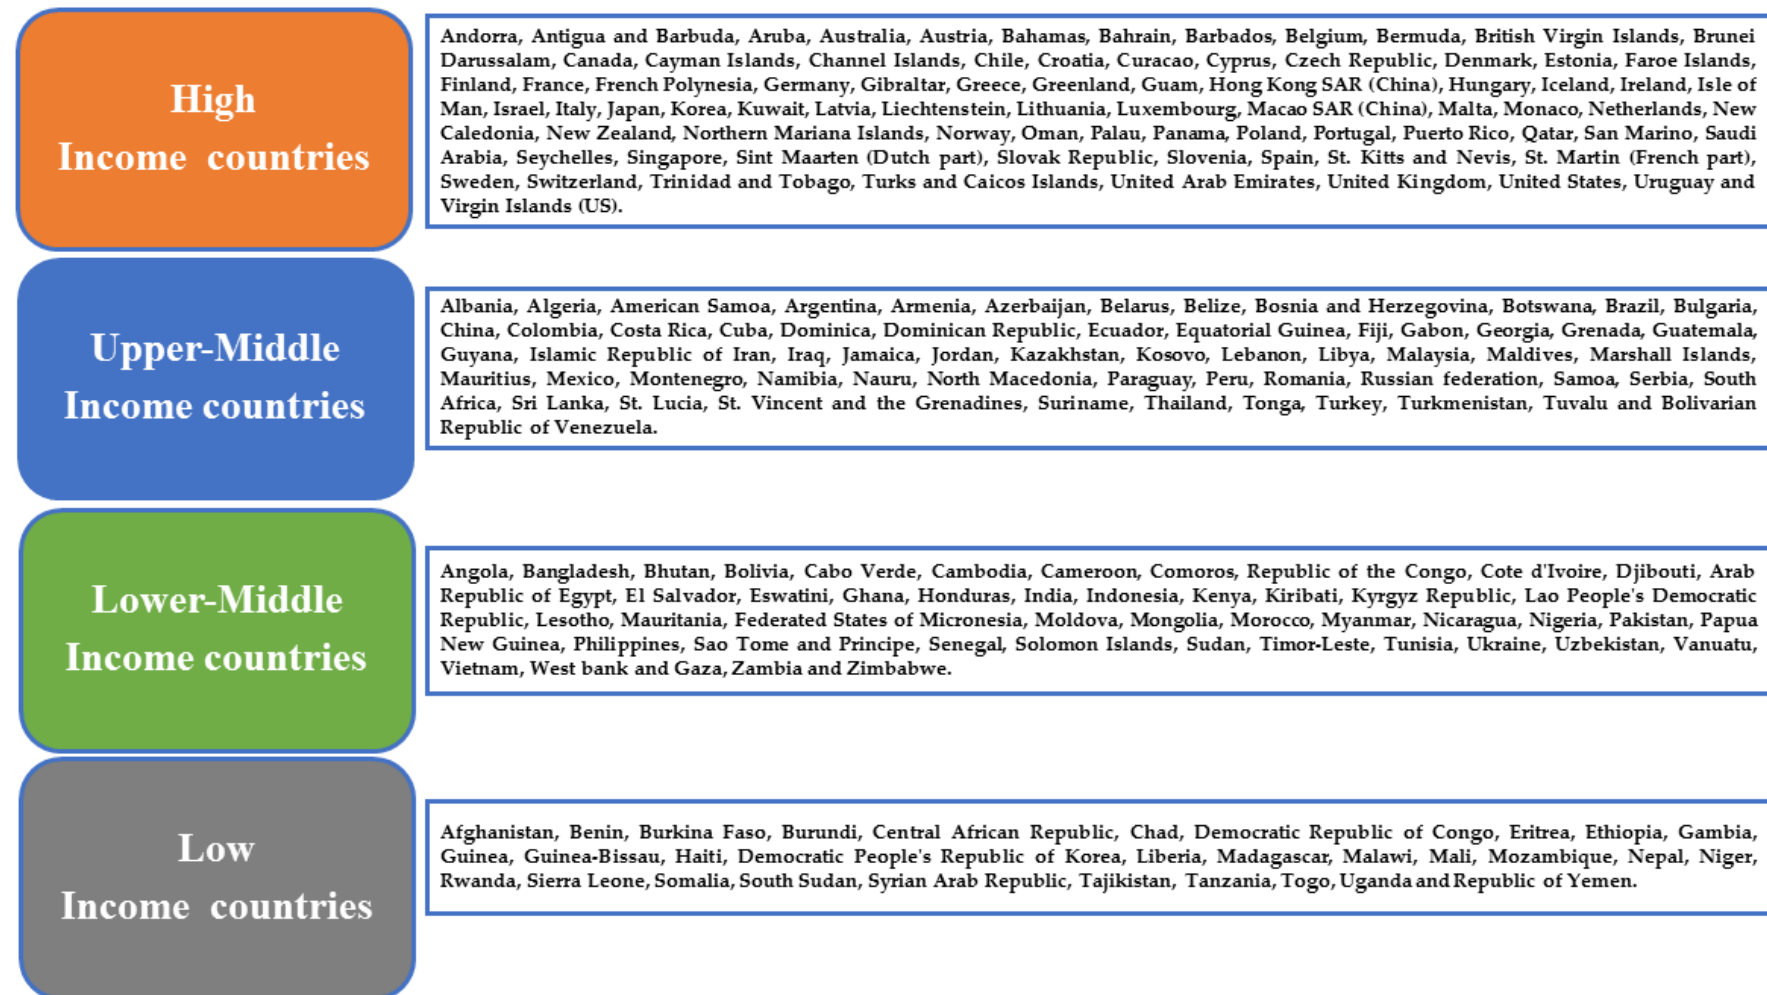 High
Income countries
Andorra, Antigua and Barbuda, Aruba, Australia, Austria, Bahamas, Bahrain, Barbados, Belgium, Bermuda, British Virgin Islands, Brunei
Darussalam, Canada, Cayman Islands, Channel Islands, Chile, Croatia, Curacao, Cyprus, Czech Republic, Denmark, Estonia, Faroe Islands,
Finland, France, French Polynesia, Germany, Gibraltar, Greece, Greenland, Guam, Hong Kong SAR (China), Hungary, Iceland, Ireland, Isle of
Man, Israel, Italy, Japan, Korea, Kuwait, Latvia, Liechtenstein, Lithuania, Luxembourg, Macao SAR (China), Malta, Monaco, Netherlands, New
Caledonia, New Zealand, Northern Mariana Islands, Norway, Oman, Palau, Panama, Poland, Portugal, Puerto Rico, Qatar, San Marino, Saudi
Arabia, Seychelles, Singapore, Sint Maarten (Dutch part), Slovak Republic, Slovenia, Spain, St. Kitts and Nevis, St. Martin (French part),
Sweden, Switzerland, Trinidad and Tobago, Turks and Caicos Islands, United Arab Emirates, United Kingdom, United States, Uruguay and
Virgin Islands (US).
Upper-Middle
Income countries
Albania, Algeria, American Samoa, Argentina, Armenia, Azerbaijan, Belarus, Belize, Bosnia and Herzegovina, Botswana, Brazil, Bulgaria,
China, Colombia, Costa Rica, Cuba, Dominica, Dominican Republic, Ecuador, Equatorial Guinea, Fiji, Gabon, Georgia, Grenada, Guatemala,
Guyana, Islamic Republic of Iran, Iraq, Jamaica, Jordan, Kazakhstan, Kosovo, Lebanon, Libya, Malaysia, Maldives, Marshall Islands,
Mauritius, Mexico, Montenegro, Namibia, Nauru, North Macedonia, Paraguay, Peru, Romania, Russian federation, Samoa, Serbia, South
Africa, Sri Lanka, St. Lucia, St. Vincent and the Grenadines, Suriname, Thailand, Tonga, Turkey, Turkmenistan, Tuvalu and Bolivarian
Republic of Venezuela.
Lower-Middle
Income countries
Angola, Bangladesh, Bhutan, Bolivia, Cabo Verde, Cambodia, Cameroon, Comoros, Republic of the Congo, Cote d'Ivoire, Djibouti, Arab
Republic of Egypt, El Salvador, Eswatini, Ghana, Honduras, India, Indonesia, Kenya, Kiribati, Kyrgyz Republic, Lao People's Democratic
Republic, Lesotho, Mauritania, Federated States of Micronesia, Moldova, Mongolia, Morocco, Myanmar, Nicaragua, Nigeria, Pakistan, Papua
New Guinea, Philippines, Sao Tome and Principe, Senegal, Solomon Islands, Sudan, Timor-Leste, Tunisia, Ukraine, Uzbekistan, Vanuatu,
Vietnam, West bank and Gaza, Zambia and Zimbabwe.
Low
Income countries
Afghanistan, Benin, Burkina Faso, Burundi, Central African Republic, Chad, Democratic Republic of Congo, Eritrea, Ethiopia, Gambia,
Guinea, Guinea-Bissau, Haiti, Democratic People's Republic of Korea, Liberia, Madagascar, Malawi, Mali, Mozambique, Nepal, Niger,
Rwanda, Sierra Leone, Somalia, South Sudan, Syrian Arab Republic, Tajikistan, Tanzania, Togo, Uganda and Republic of Yemen.